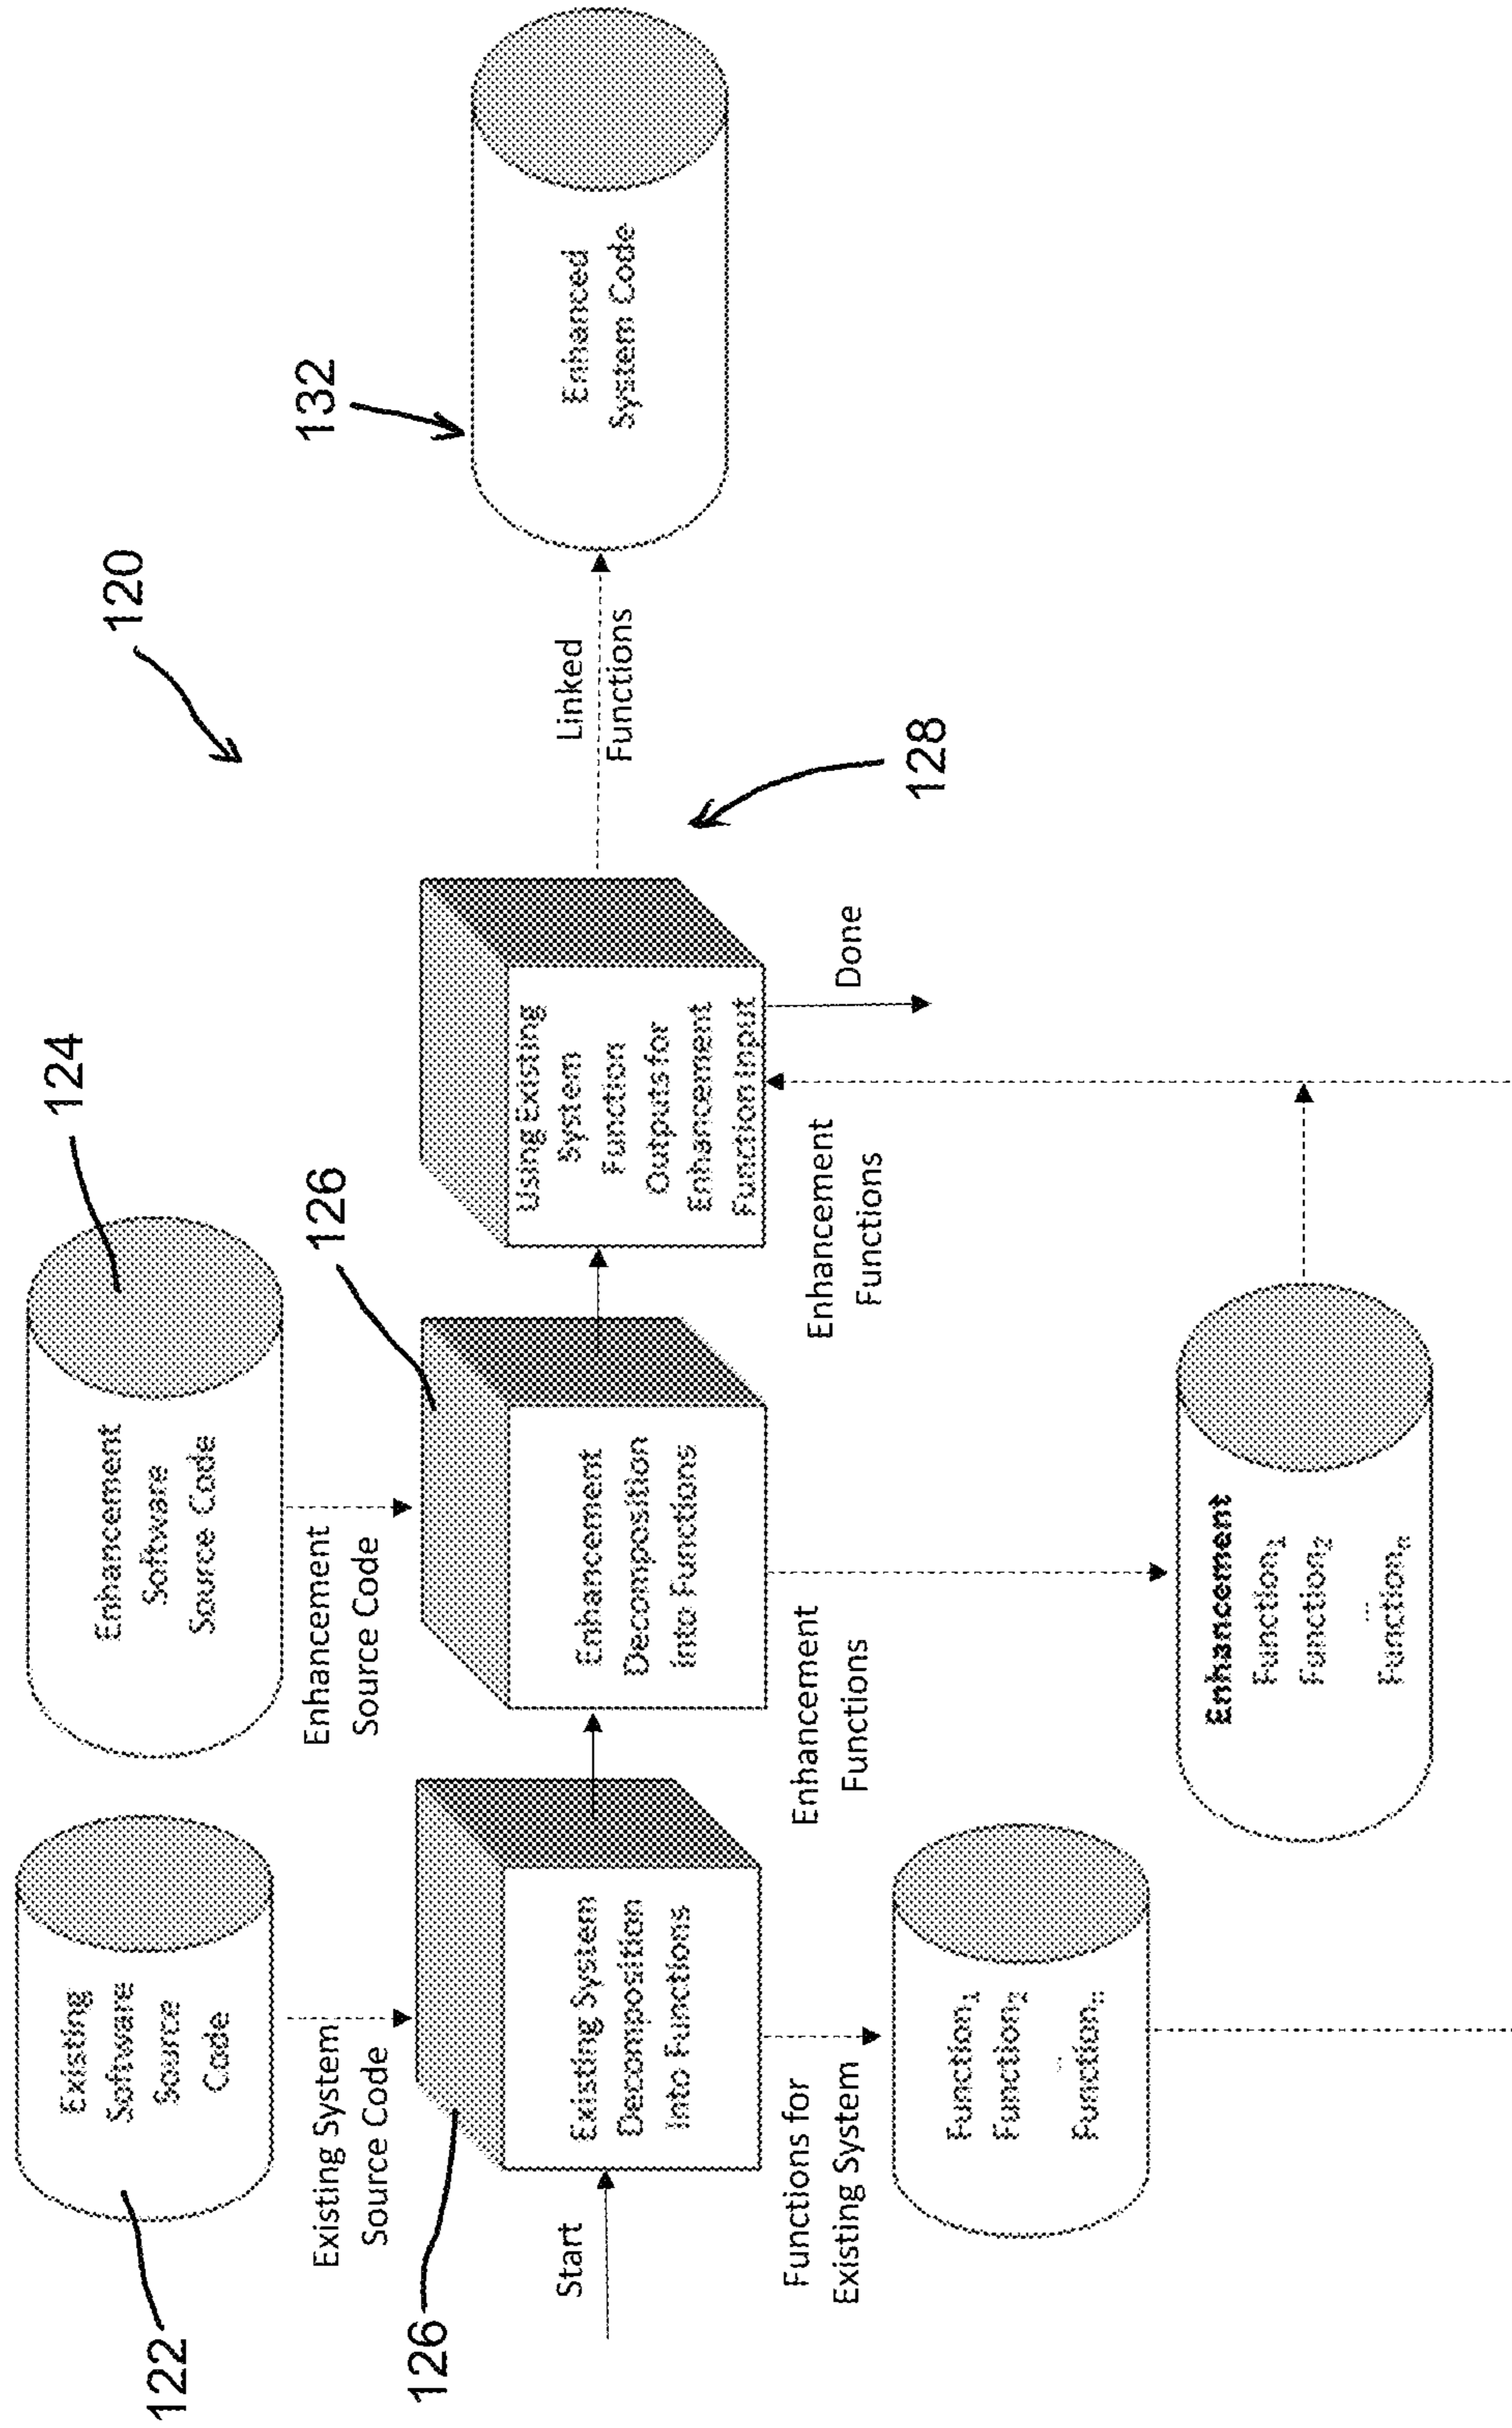 120
122
Existing
Software
Source
Code
124
Enhancement
Software
Source Code
Existing System
Source Code
Enhancement
Source Code
126
126
132
Start
Existing System
Decomposition
Into Functions
Enhancement
Decomposition
Into Functions
Using Existing
System
Function
Outputs for
Enhancement
Function Input
Linked
Functions
Enhanced
System Code
128
Functions for
Existing System
Enhancement
Functions
Enhancement
Functions
Done
Function₁
Function₂
...
Functionₙ
Enhancement
Function₁
Function₂
...
Functionₙ